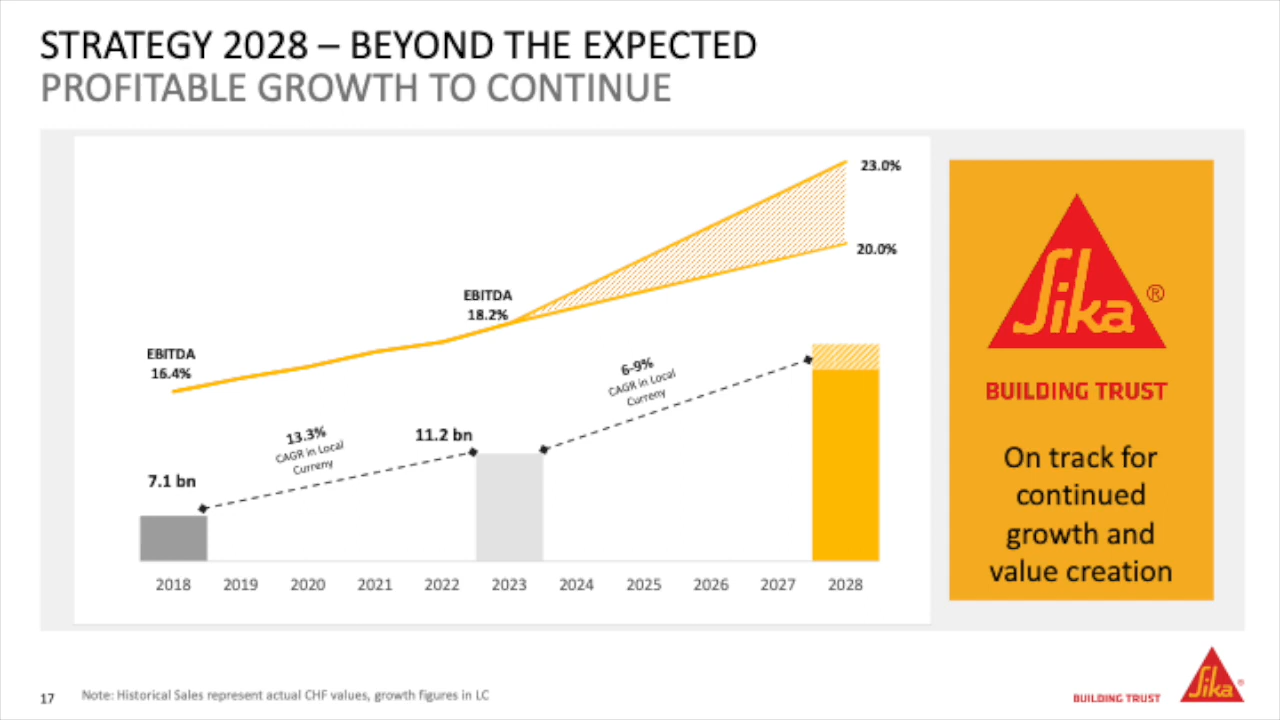 STRATEGY 2028 – BEYOND THE EXPECTED
PROFITABLE GROWTH TO CONTINUE
23.0%
20.0%
EBITDA
18.2%
EBITDA
16.4%
6-9%
CAGR in Local
Curreny
13.3%
CAGR in Local
Curreny
11.2 bn
7.1 bn
2018 2019 2020 2021 2022 2023 2024 2025 2026 2027 2028
Sika®
BUILDING TRUST
On track for
continued
growth and
value creation
17 Note: Historical Sales represent actual CHF values, growth figures in LC
BUILDING TRUST
Sika®